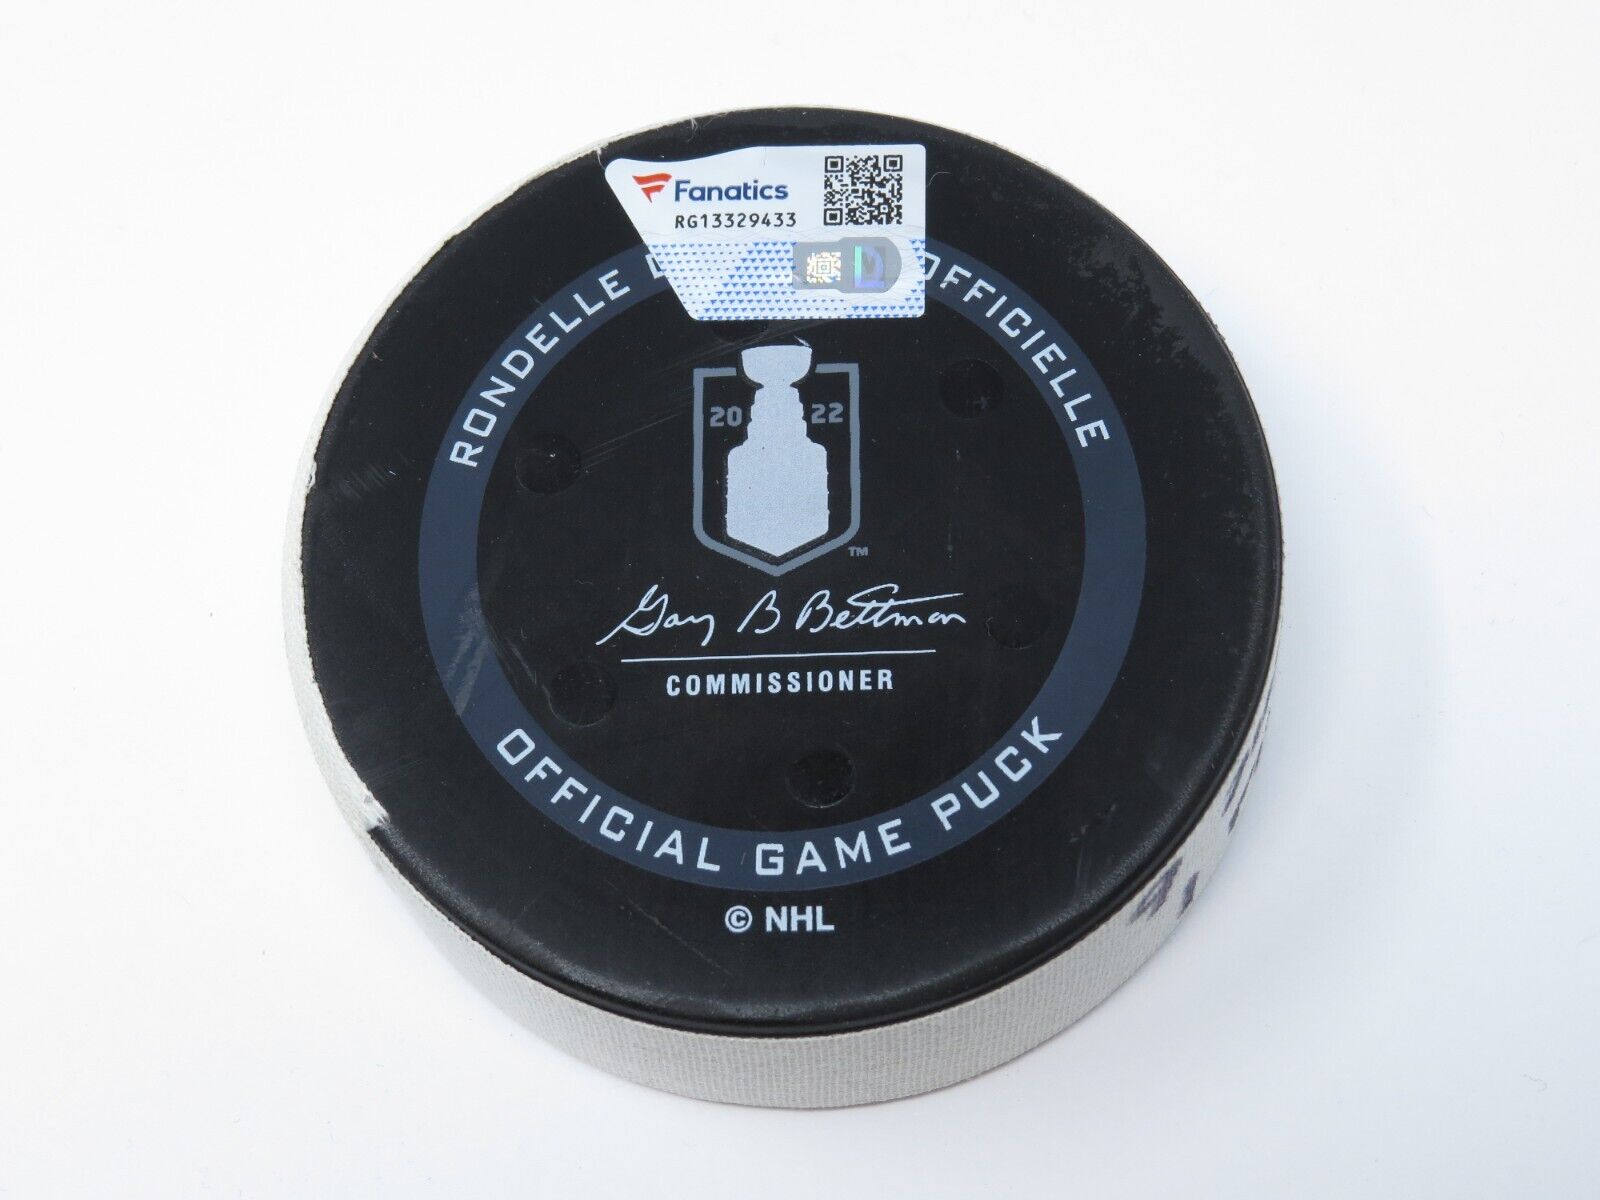 Fanatics
RG13329433
RONDELLE
OFFICIELLE
20 22
TM
Gary B Bettman
COMMISSIONER
OFFICIAL GAME PUCK
© NHL